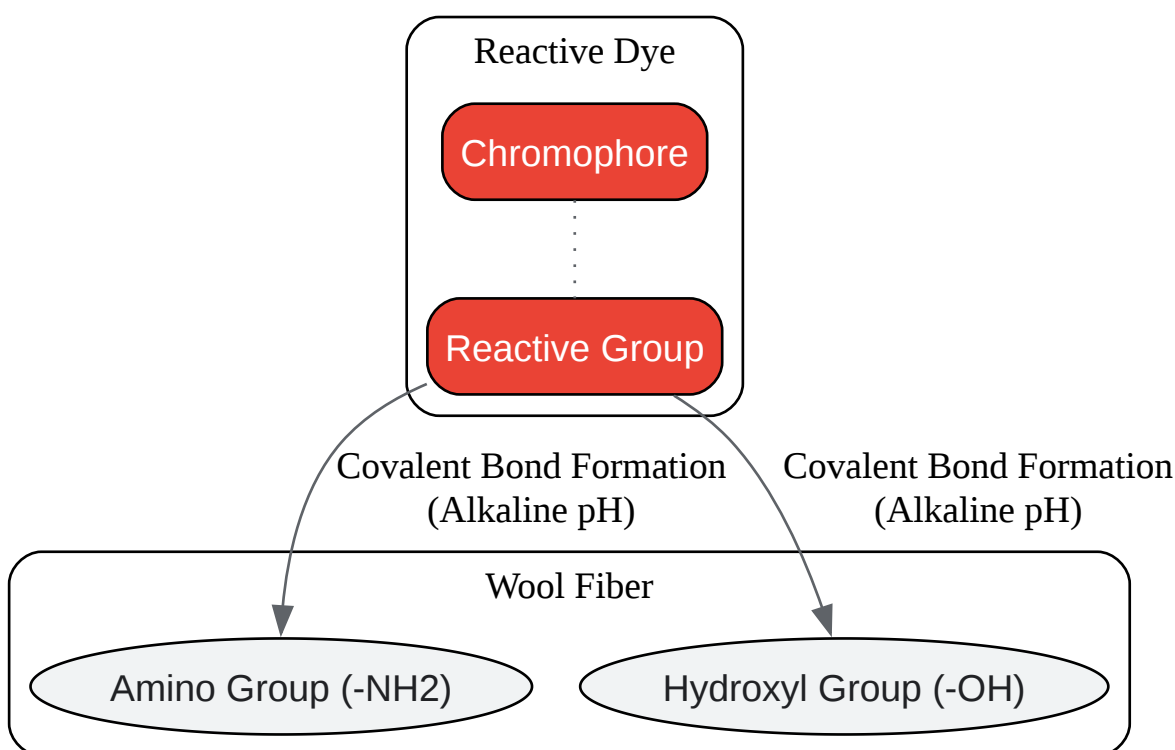 Reactive Dye
Chromophore
Reactive Group
Covalent Bond Formation
(Alkaline pH)
Covalent Bond Formation
(Alkaline pH)
Wool Fiber
Amino Group (-NH2)
Hydroxyl Group (-OH)